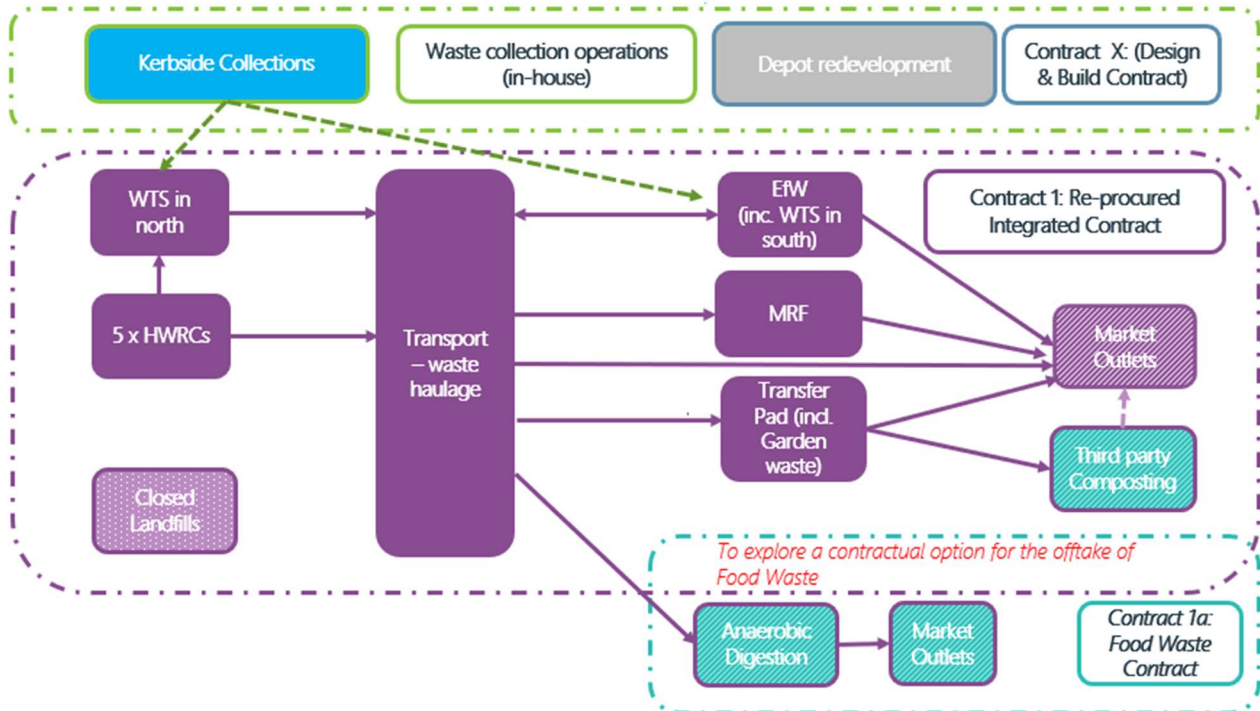 Kerbside Collections
Waste collection operations
(in-house)
Depot redevelopment
Contract X: (Design
& Build Contract)
WTS in
north
5 x HWRCs
Closed
Landfills
Transport
– waste
haulage
EfW
(inc. WTS in
south)
MRF
Transfer
Pad (incl.
Garden
waste)
Contract 1: Re-procured
Integrated Contract
Market
Outlets
Third party
Composting
To explore a contractual option for the offtake of
Food Waste
Anaerobic
Digestion
Market
Outlets
Contract 1a:
Food Waste
Contract